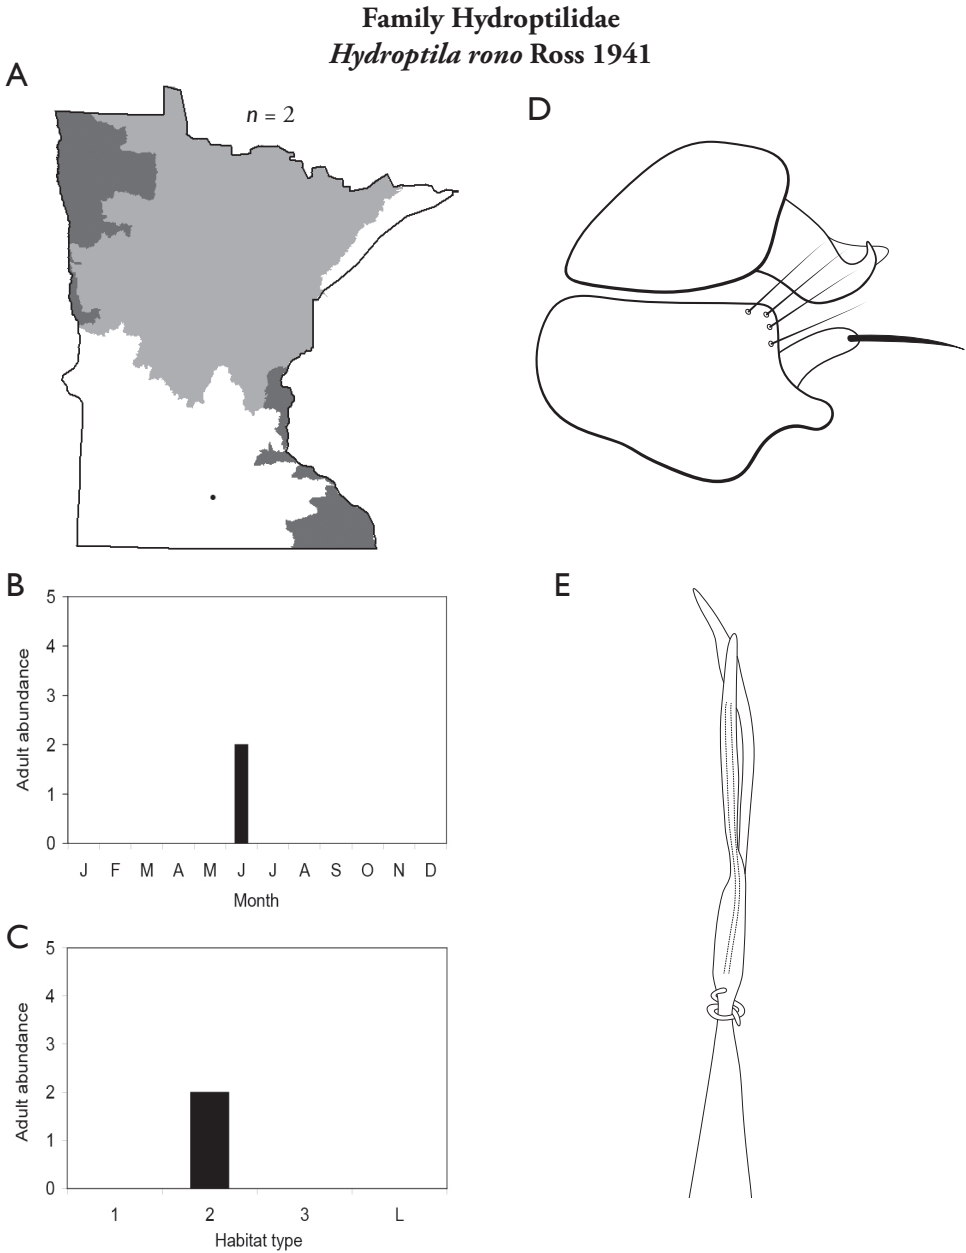 Family Hydroptilidae
Hydroptila rono Ross 1941
A
n = 2
D
B
5
4
3
2
1
0
Adult abundance
J F M A M J J A S O N D
Month
C
5
4
3
2
1
0
Adult abundance
1 2 3 L
Habitat type
E